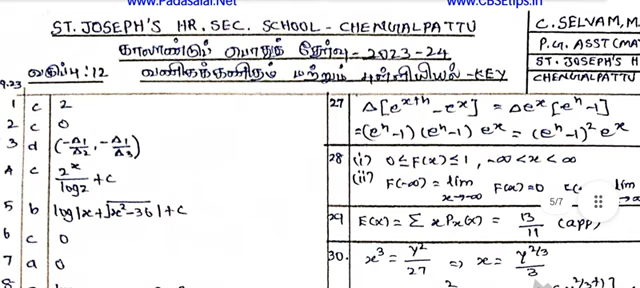 www.Padasalai.Net
www.CBSEtips.in
ST. JOSEPH'S HR. SEC. SCHOOL - CHENGALPATTU
காலாண்டுப் பொதுத் தேர்வு - 2023-24
வகுப்பு : 12 வணிகக்கணிதம் மற்றும் புள்ளியியல் - KEY
C. SELVAM, M.
P.G. ASST (MA
ST. JOSEPH'S H
CHENGALPATTU
9.23
1 c 2
2 c 0
3 d (-Δ1/Δ2, -Δ1/Δ3)
4 c 2^x/log2 + c
5 b log|x+√x²-36|+c
6 c 0
7 a 0
27 Δ[e^x+h - e^x] = Δe^x[e^h-1]
=(e^h-1)(e^h-1) e^x = (e^h-1)² e^x
28 (i) 0≤F(x)≤1, -∞<x<∞
(ii) F(-∞) = lim x→-∞ F(x)=0
5/7
29 E(x) = Σ x Px(x) = 13/11 (app)
30. x³ = y²/27 ⇒ x = y^2/3/3